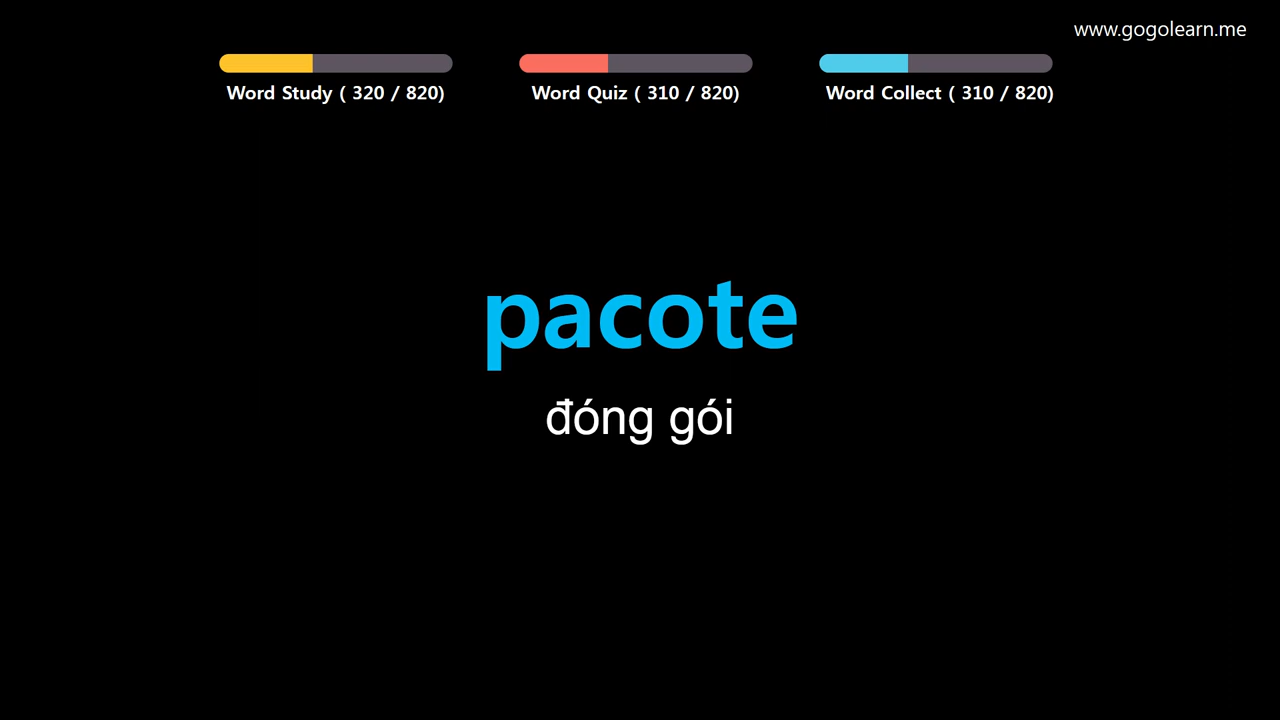 www.gogolearn.me
Word Study ( 320 / 820)
Word Quiz ( 310 / 820)
Word Collect ( 310 / 820)
pacote
đóng gói